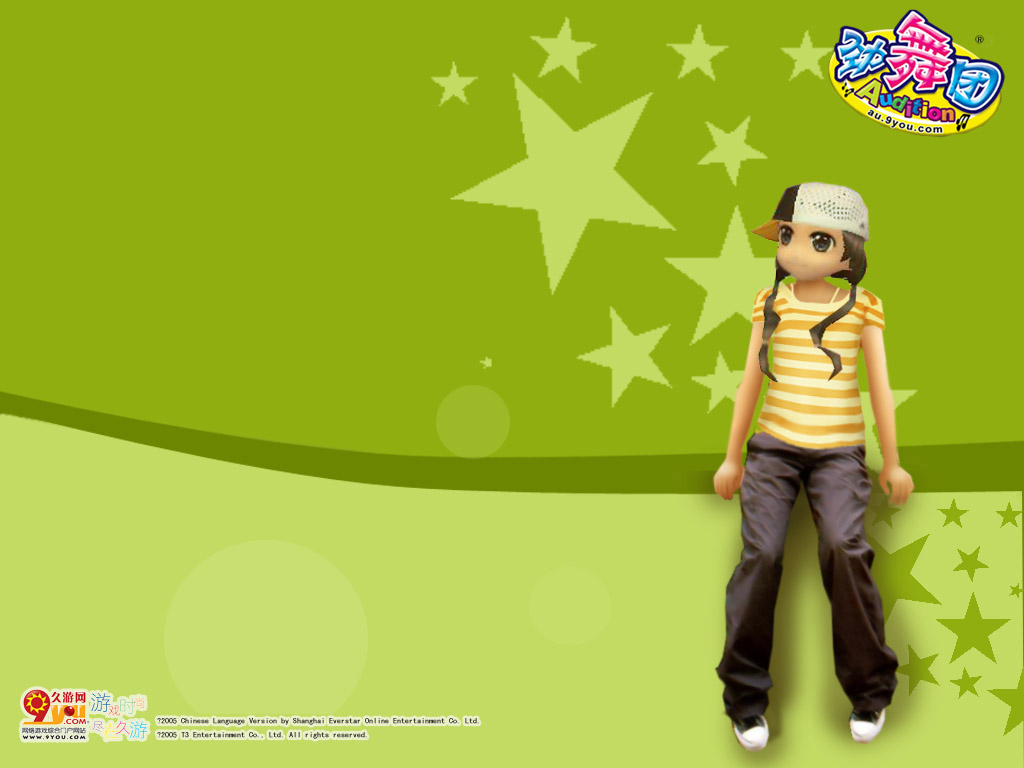 劲舞团
®
Audition
au.9you.com
久游网
9you.com
网络游戏综合门户网站
www.9YOU.com
游戏时尚
尽在久游
?2005 Chinese Language Version by Shanghai Everstar Online Entertainment Co. Ltd.
?2005 T3 Entertainment Co., Ltd. All rights reserved.